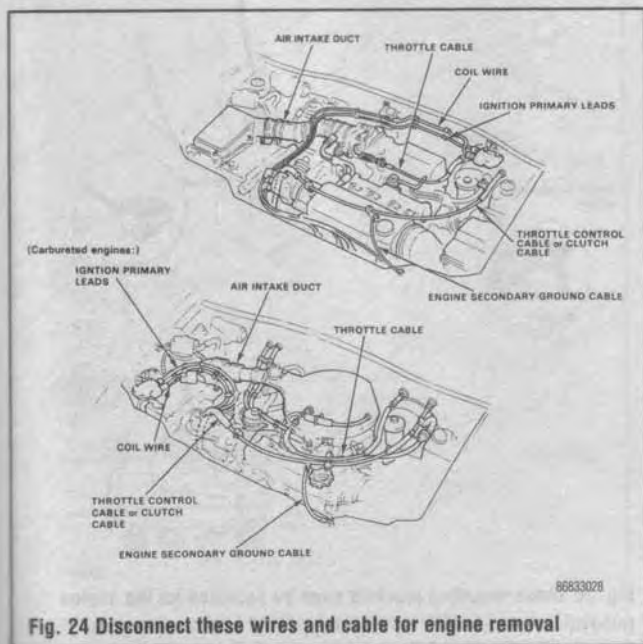 AIR INTAKE DUCT
THROTTLE CABLE
COIL WIRE
IGNITION PRIMARY LEADS
THROTTLE CONTROL
CABLE or CLUTCH
CABLE
ENGINE SECONDARY GROUND CABLE
(Carbureted engines:)
IGNTION PRIMARY
LEADS
AIR INTAKE DUCT
THROTTLE CABLE
COIL WIRE
THROTTLE CONTROL
CABLE or CLUTCH
CABLE
ENGINE SECONDARY GROUND CABLE
86833028
Fig. 24 Disconnect these wires and cable for engine removal